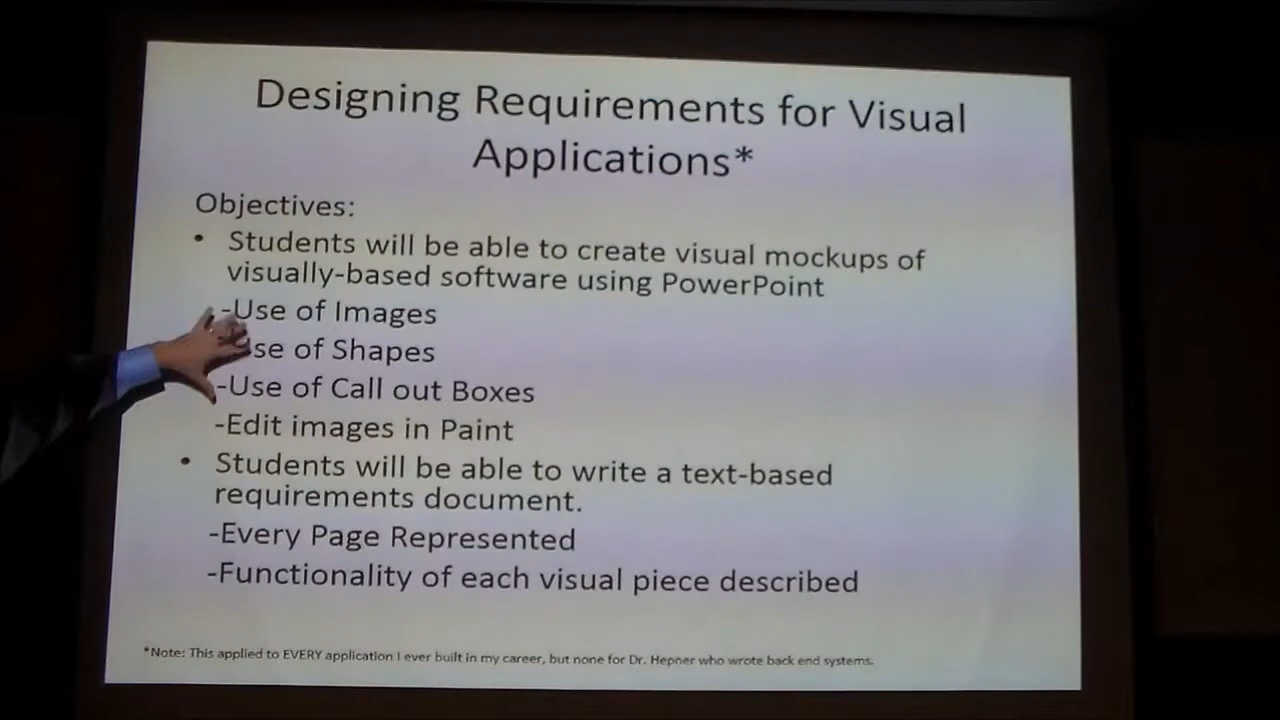 Designing Requirements for Visual
Applications*
Objectives:
• Students will be able to create visual mockups of
visually-based software using PowerPoint
-Use of Images
se of Shapes
-Use of Call out Boxes
-Edit images in Paint
• Students will be able to write a text-based
requirements document.
-Every Page Represented
-Functionality of each visual piece described
*Note: This applied to EVERY application I ever built in my career, but none for Dr. Hepner who wrote back end systems.